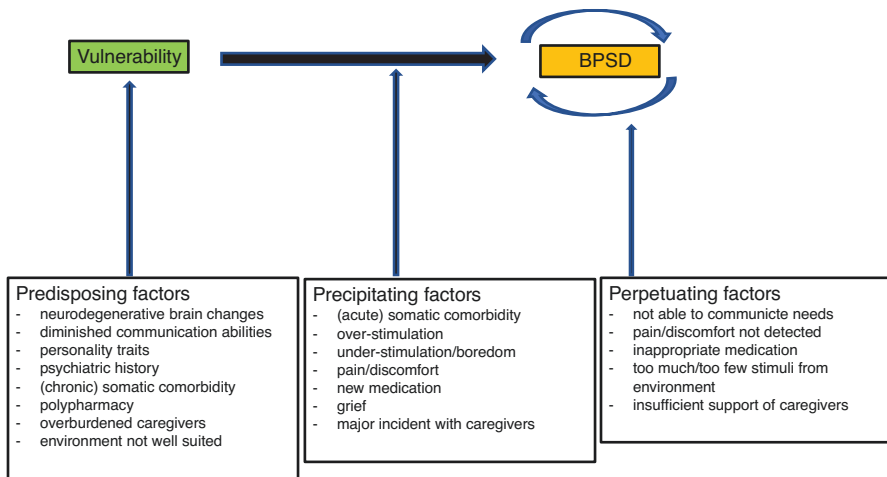 Vulnerability
BPSD
Predisposing factors
- neurodegenerative brain changes
- diminished communication abilities
- personality traits
- psychiatric history
- (chronic) somatic comorbidity
- polypharmacy
- overburdened caregivers
- environment not well suited
Precipitating factors
- (acute) somatic comorbidity
- over-stimulation
- under-stimulation/boredom
- pain/discomfort
- new medication
- grief
- major incident with caregivers
Perpetuating factors
- not able to communicte needs
- pain/discomfort not detected
- inappropriate medication
- too much/too few stimuli from
environment
- insufficient support of caregivers